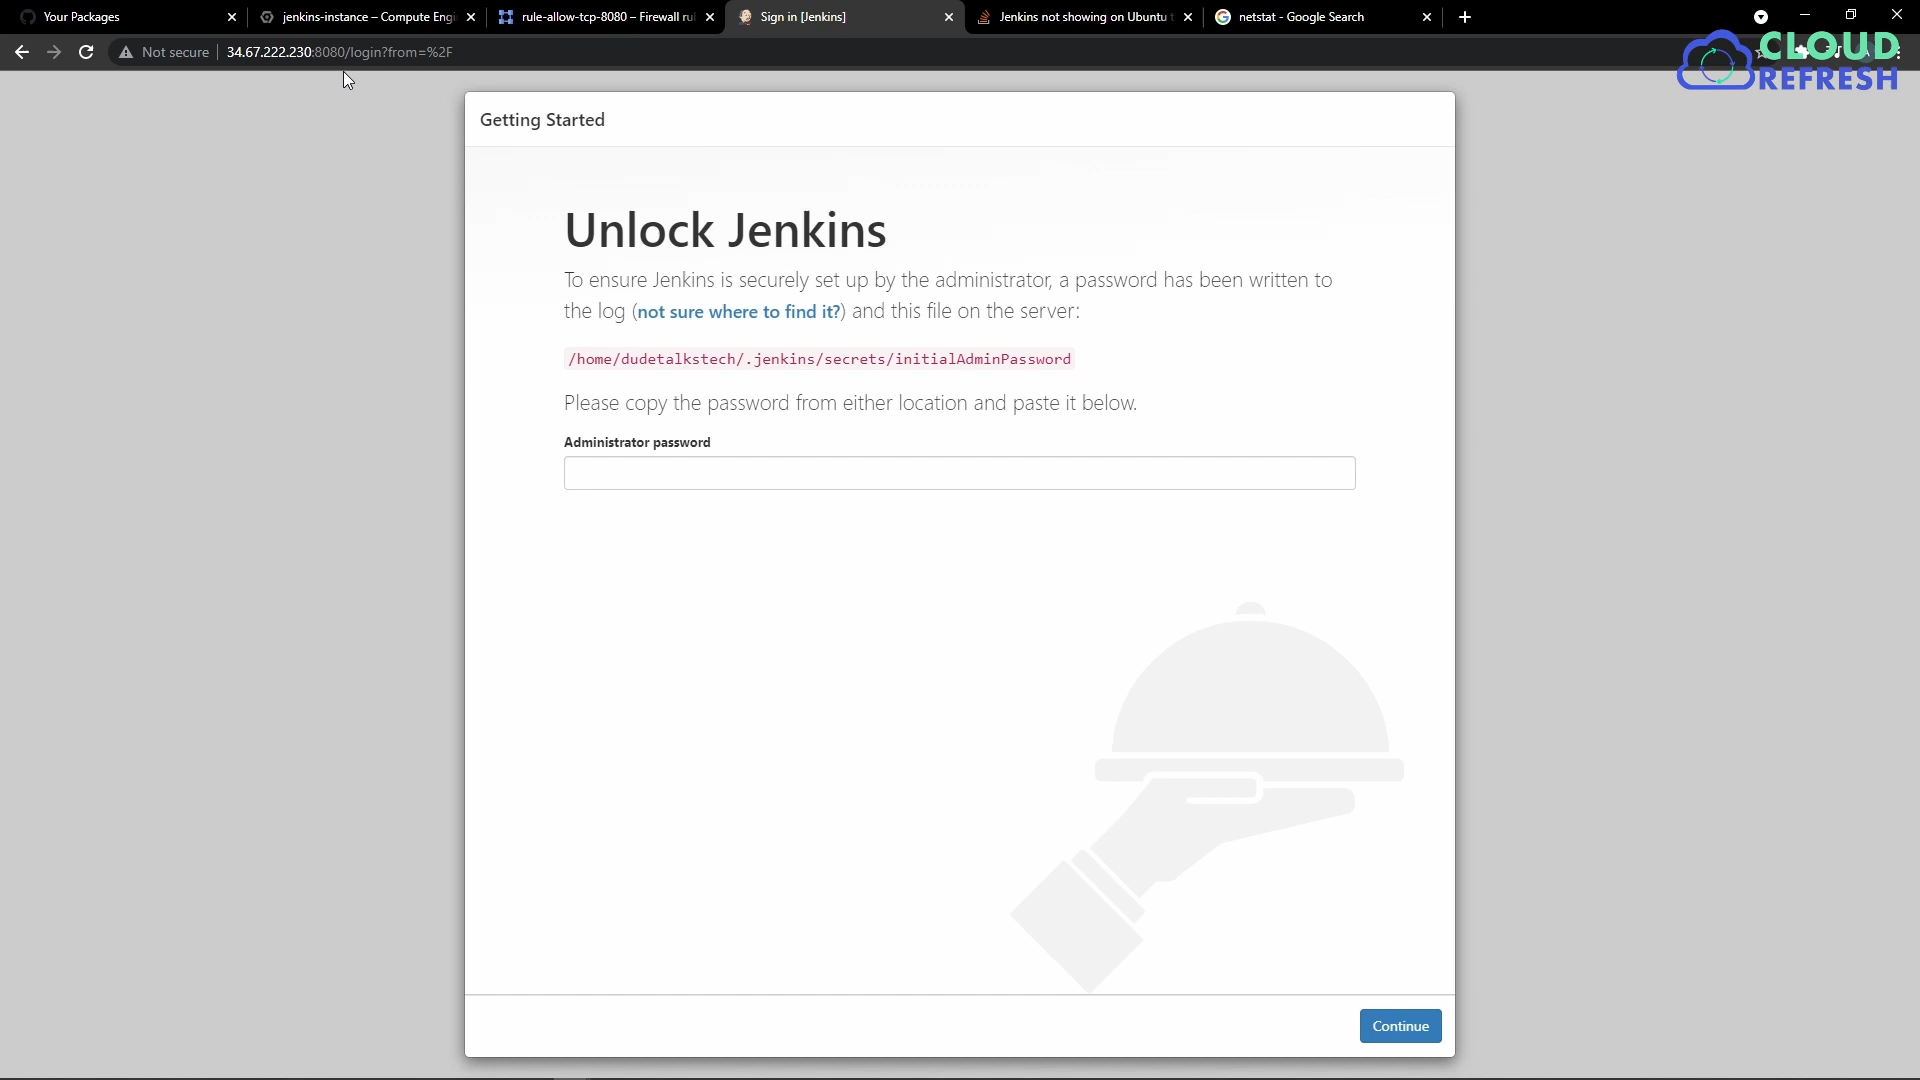 Your Packages
jenkins-instance – Compute Engi
rule-allow-tcp-8080 – Firewall rul
Sign in [Jenkins]
Jenkins not showing on Ubuntu
netstat - Google Search
Not secure
34.67.222.230:8080/login?from=%2F
CLOUD
REFRESH
Getting Started
Unlock Jenkins
To ensure Jenkins is securely set up by the administrator, a password has been written to
the log (not sure where to find it?) and this file on the server:
/home/dudetalkstech/.jenkins/secrets/initialAdminPassword
Please copy the password from either location and paste it below.
Administrator password
Continue